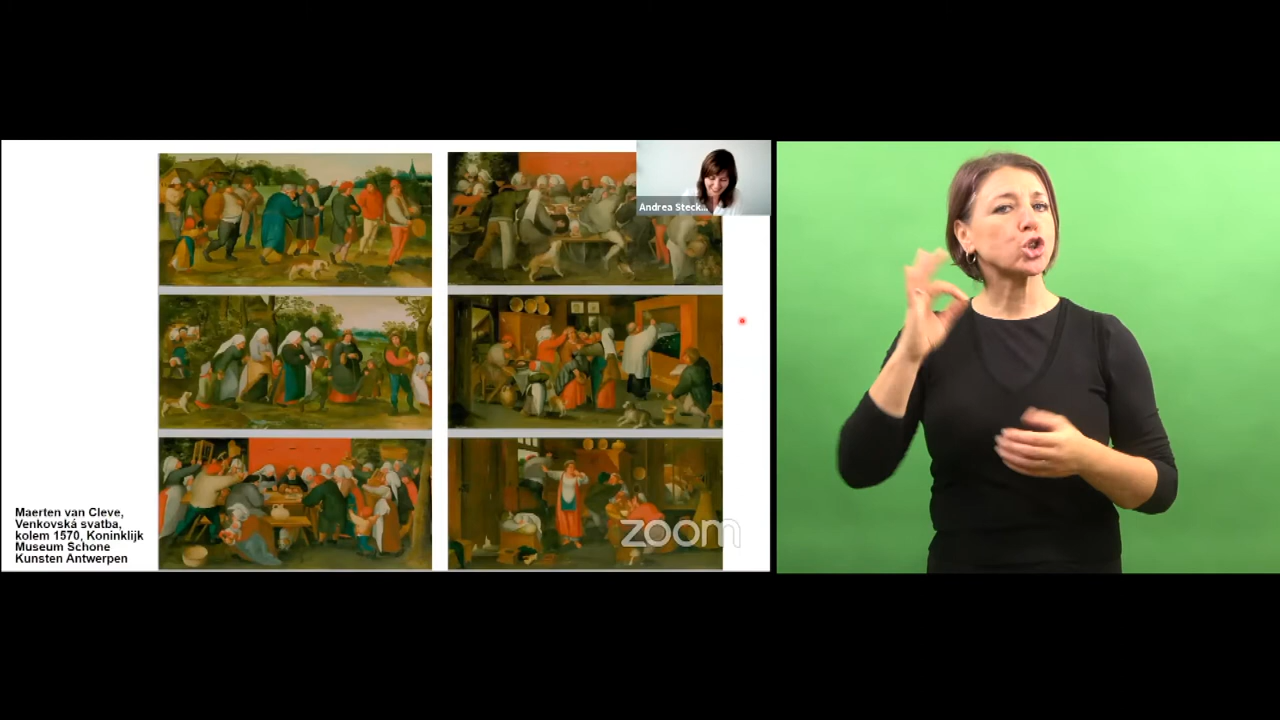 Andrea Steck...
Maerten van Cleve,
Venkovská svatba,
kolem 1570, Koninklijk
Museum Schone
Kunsten Antwerpen
zoom